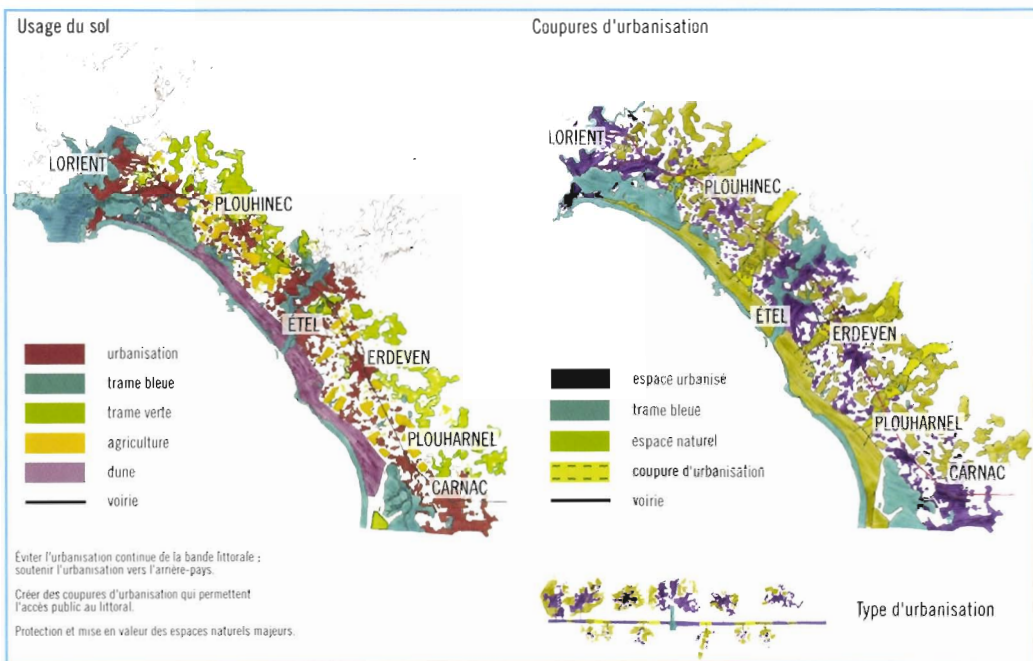 Usage du sol
LORIENT
PLOUHINEC
ÉTEL
ERDEVEN
PLOUHARNEL
CARNAC
urbanisation
trame bleue
trame verte
agriculture
dune
voirie
Éviter l'urbanisation continue de la bande littorale ;
soutenir l'urbanisation vers l'arrière-pays.
Créer des coupures d'urbanisation qui permettent
l'accès public au littoral.
Protection et mise en valeur des espaces naturels majeurs.
Coupures d'urbanisation
LORIENT
PLOUHINEC
ÉTEL
ERDEVEN
PLOUHARNEL
CARNAC
espace urbanisé
trame bleue
espace naturel
coupure d'urbanisation
voirie
Type d'urbanisation